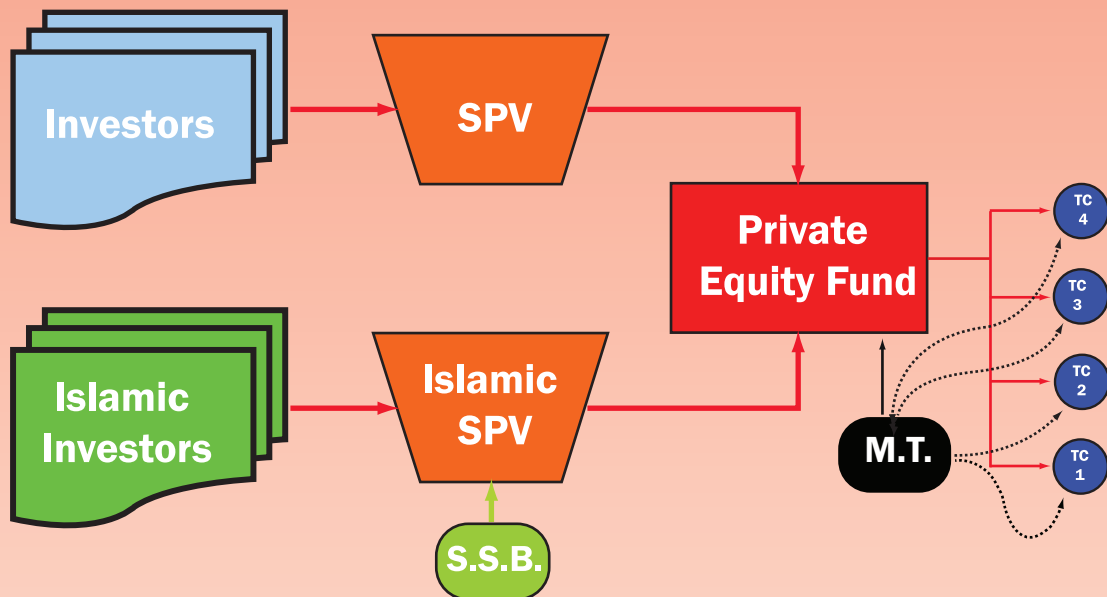 Investors
SPV
Private
Equity Fund
TC
4
TC
3
TC
2
TC
1
Islamic
Investors
Islamic
SPV
M.T.
S.S.B.